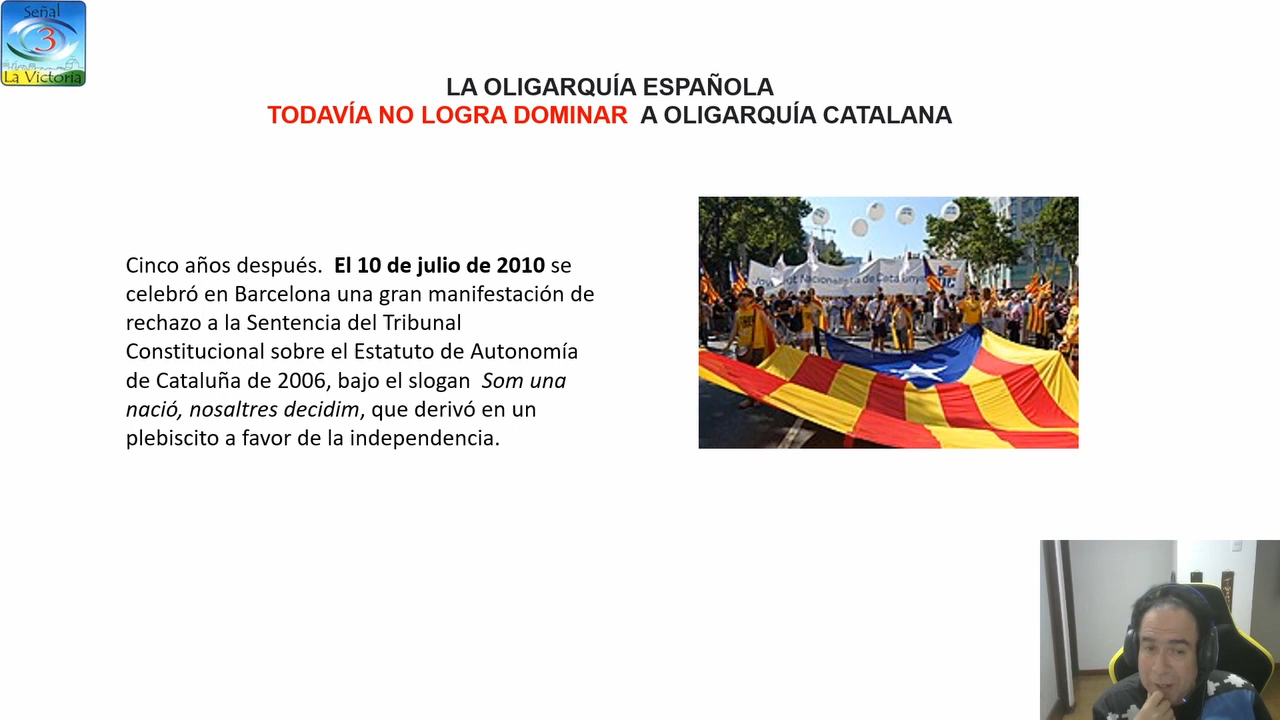 Señal
3
La Victoria
LA OLIGARQUÍA ESPAÑOLA
TODAVÍA NO LOGRA DOMINAR A OLIGARQUÍA CATALANA
Cinco años después. El 10 de julio de 2010 se
celebró en Barcelona una gran manifestación de
rechazo a la Sentencia del Tribunal
Constitucional sobre el Estatuto de Autonomía
de Cataluña de 2006, bajo el slogan Som una
nació, nosaltres decidim, que derivó en un
plebiscito a favor de la independencia.
Nacionalista de Catalunya